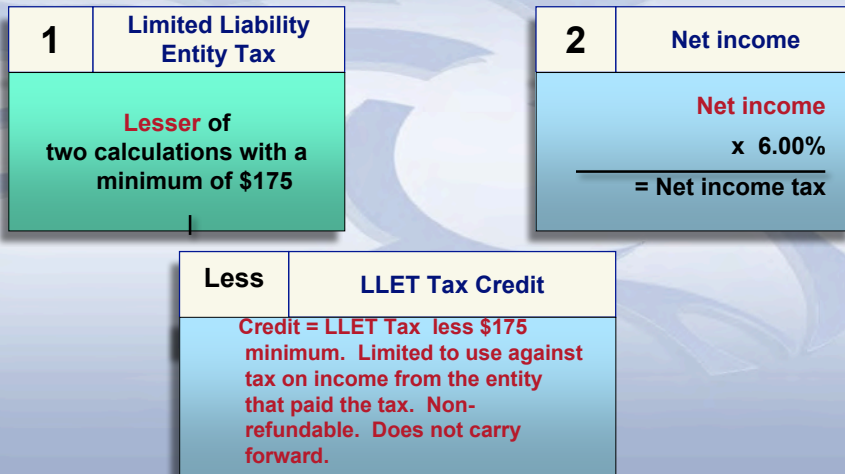 1
Limited Liability
Entity Tax
Lesser of
two calculations with a
minimum of $175
2
Net income
Net income
x 6.00%
= Net income tax
Less
LLET Tax Credit
Credit = LLET Tax less $175
minimum. Limited to use against
tax on income from the entity
that paid the tax. Non-
refundable. Does not carry
forward.